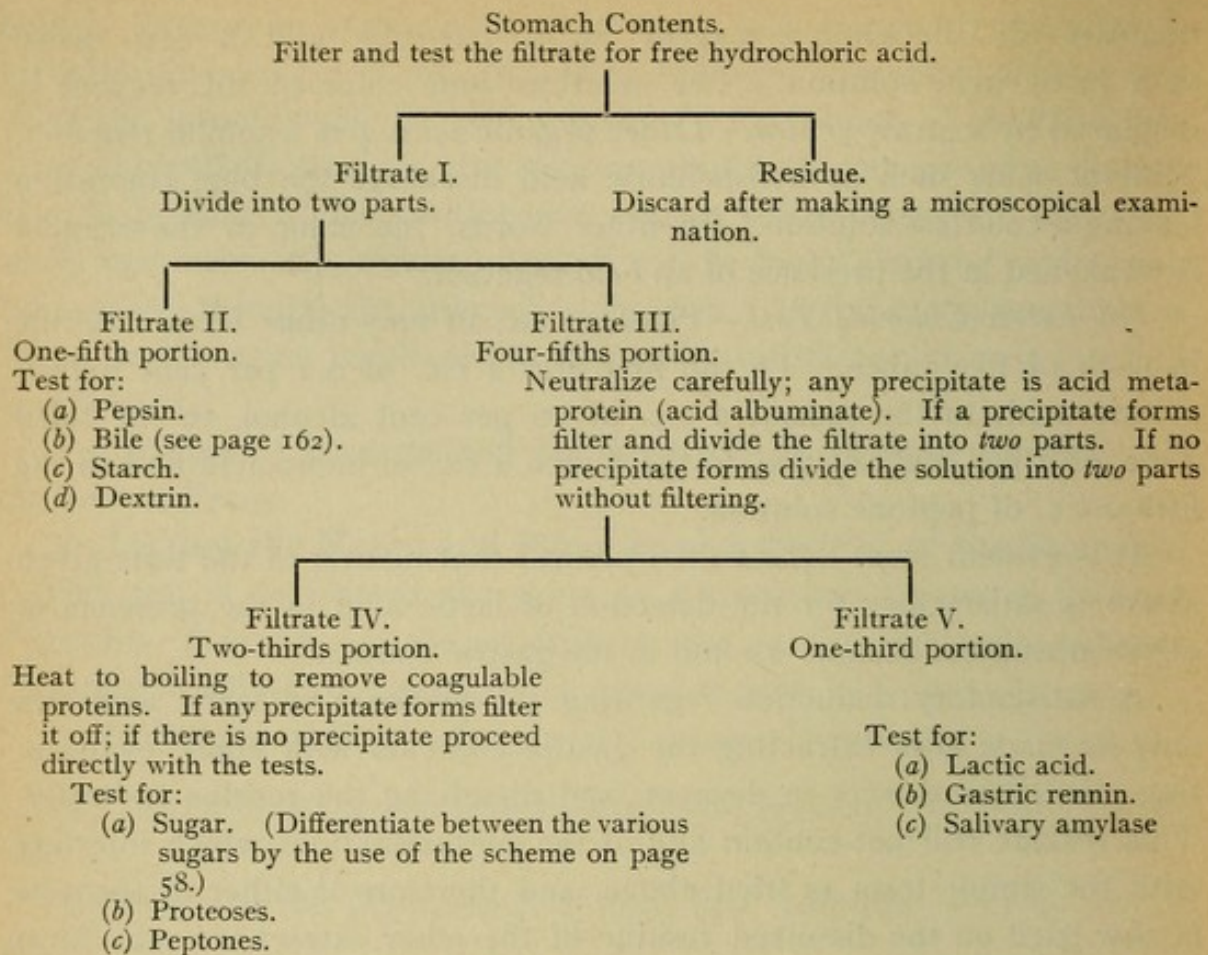 Stomach Contents.
Filter and test the filtrate for free hydrochloric acid.
Filtrate I.
Divide into two parts.
Residue.
Discard after making a microscopical exami-
nation.
Filtrate II.
One-fifth portion.
Test for:
(a) Pepsin.
(b) Bile (see page 162).
(c) Starch.
(d) Dextrin.
Filtrate III.
Four-fifths portion.
Neutralize carefully; any precipitate is acid meta-
protein (acid albuminate). If a precipitate forms
filter and divide the filtrate into two parts. If no
precipitate forms divide the solution into two parts
without filtering.
Filtrate IV.
Two-thirds portion.
Heat to boiling to remove coagulable
proteins. If any precipitate forms filter
it off; if there is no precipitate proceed
directly with the tests.
Test for:
(a) Sugar. (Differentiate between the various
sugars by the use of the scheme on page
58.)
(b) Proteoses.
(c) Peptones.
Filtrate V.
One-third portion.
Test for:
(a) Lactic acid.
(b) Gastric rennin.
(c) Salivary amylase